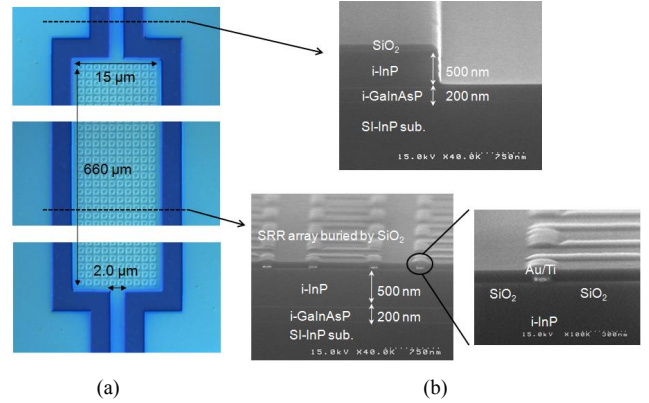 15 µm
660 µm
2.0 µm
(a)
SiO2
i-InP
500 nm
i-GaInAsP
200 nm
SI-InP sub.
15.0kV X40.0K 750nm
SRR array buried by SiO2
i-InP
500 nm
i-GaInAsP
200 nm
SI-InP sub.
15.0kV X40.0K 750nm
Au/Ti
SiO2
SiO2
i-InP
15.0kV X100K 300nm
(b)